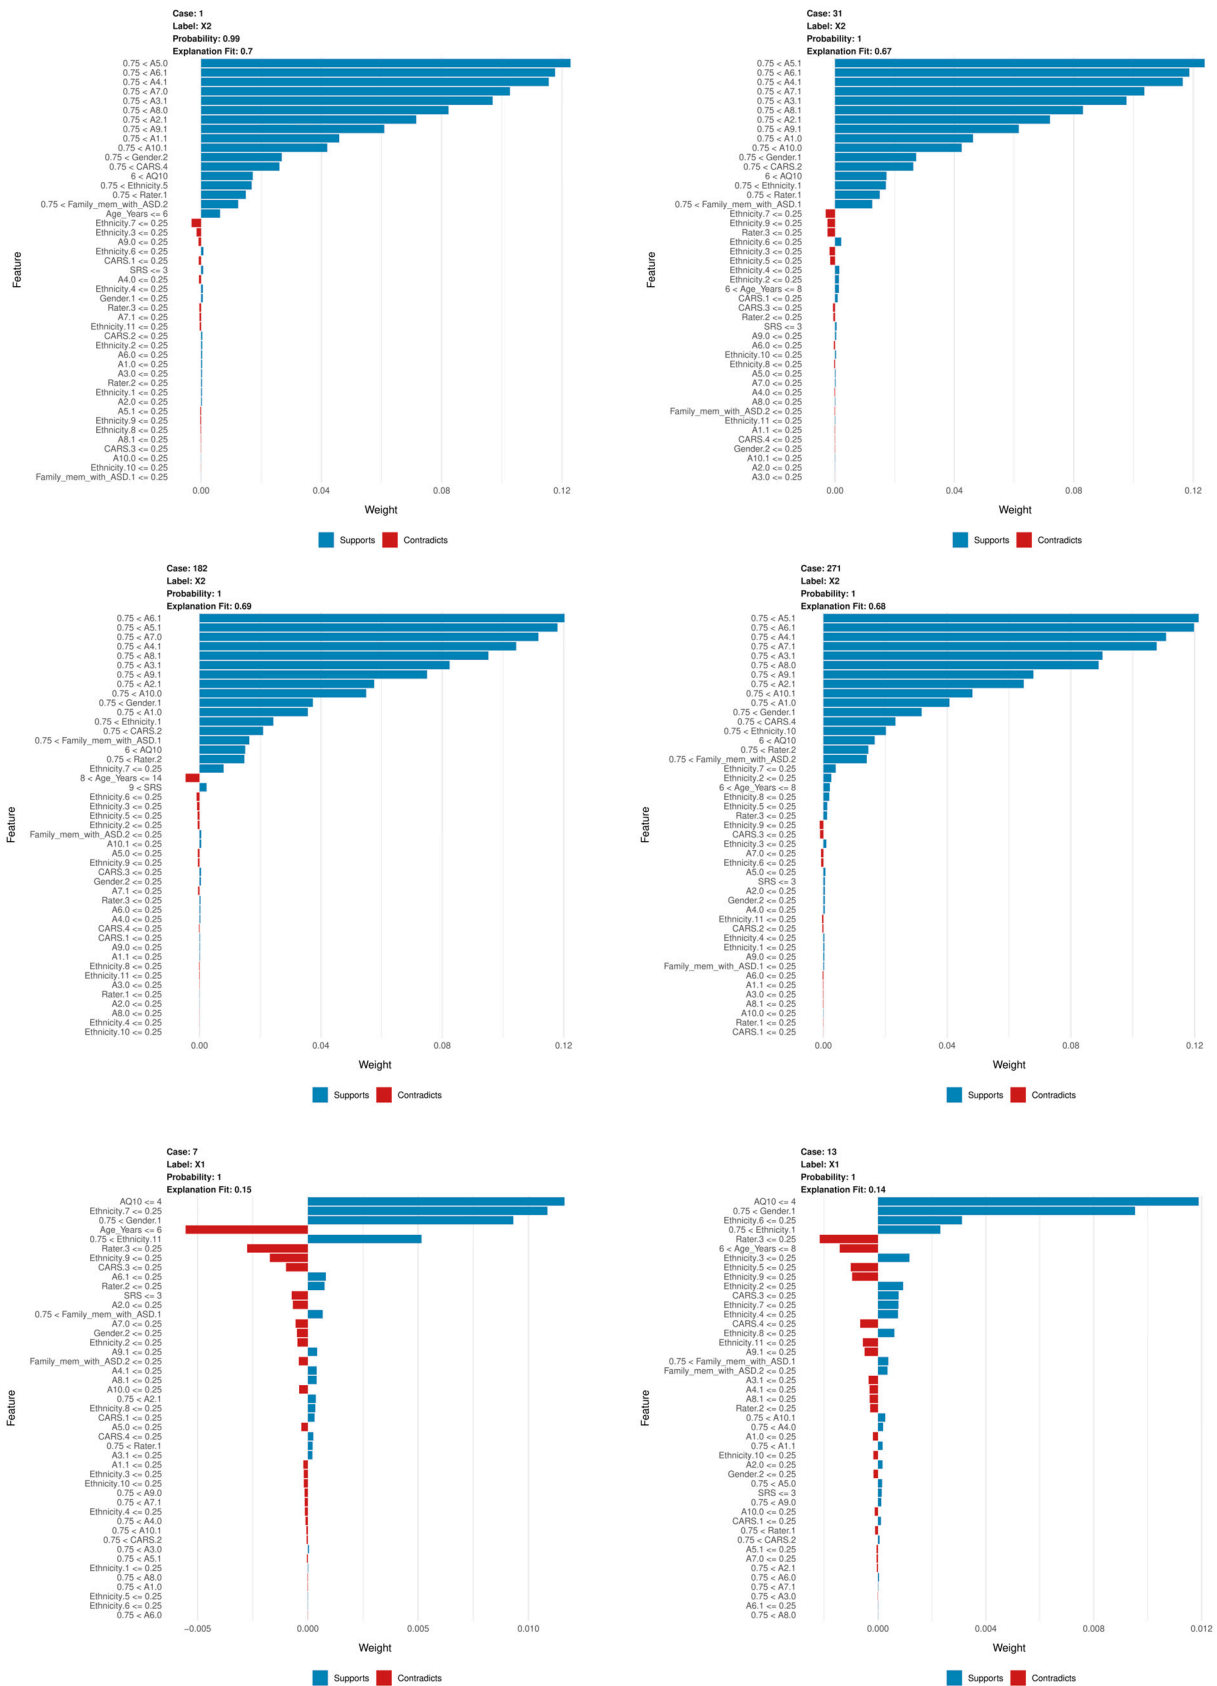 Case: 1
Label: X2
Probability: 0.99
Explanation Fit: 0.7
0.75 < A5.0
0.75 < A6.1
0.75 < A4.1
0.75 < A7.0
0.75 < A3.1
0.75 < A8.0
0.75 < A2.1
0.75 < A9.1
0.75 < A1.1
0.75 < A10.1
0.75 < Gender.2
0.75 < CARS.4
6 < AQ10
0.75 < Ethnicity.5
0.75 < Rater.1
0.75 < Family_mem_with_ASD.2
Age_Years <= 6
Ethnicity.7 <= 0.25
Ethnicity.3 <= 0.25
A9.0 <= 0.25
Ethnicity.6 <= 0.25
CARS.1 <= 0.25
SRS <= 3
A4.0 <= 0.25
Ethnicity.4 <= 0.25
Gender.1 <= 0.25
Rater.3 <= 0.25
A7.1 <= 0.25
Ethnicity.11 <= 0.25
CARS.2 <= 0.25
Ethnicity.2 <= 0.25
A6.0 <= 0.25
A1.0 <= 0.25
A3.0 <= 0.25
Rater.2 <= 0.25
Ethnicity.1 <= 0.25
A2.0 <= 0.25
A5.1 <= 0.25
Ethnicity.9 <= 0.25
Ethnicity.8 <= 0.25
A8.1 <= 0.25
CARS.3 <= 0.25
A10.0 <= 0.25
Ethnicity.10 <= 0.25
Family_mem_with_ASD.1 <= 0.25
Feature
0.00 0.04 0.08 0.12
Weight
Supports Contradicts
Case: 31
Label: X2
Probability: 1
Explanation Fit: 0.67
0.75 < A5.1
0.75 < A6.1
0.75 < A4.1
0.75 < A7.1
0.75 < A3.1
0.75 < A8.1
0.75 < A2.1
0.75 < A9.1
0.75 < A1.0
0.75 < A10.0
0.75 < Gender.1
0.75 < CARS.2
6 < AQ10
0.75 < Ethnicity.1
0.75 < Rater.1
0.75 < Family_mem_with_ASD.1
Ethnicity.7 <= 0.25
Ethnicity.9 <= 0.25
Rater.3 <= 0.25
Ethnicity.6 <= 0.25
Ethnicity.3 <= 0.25
Ethnicity.5 <= 0.25
Ethnicity.4 <= 0.25
Ethnicity.2 <= 0.25
6 < Age_Years <= 8
CARS.1 <= 0.25
CARS.3 <= 0.25
Rater.2 <= 0.25
SRS <= 3
A9.0 <= 0.25
A6.0 <= 0.25
Ethnicity.10 <= 0.25
Ethnicity.8 <= 0.25
A5.0 <= 0.25
A7.0 <= 0.25
A4.0 <= 0.25
A8.0 <= 0.25
Family_mem_with_ASD.2 <= 0.25
Ethnicity.11 <= 0.25
A1.1 <= 0.25
CARS.4 <= 0.25
Gender.2 <= 0.25
A10.1 <= 0.25
A2.0 <= 0.25
A3.0 <= 0.25
Feature
0.00 0.04 0.08 0.12
Weight
Supports Contradicts
Case: 182
Label: X2
Probability: 1
Explanation Fit: 0.69
0.75 < A6.1
0.75 < A5.1
0.75 < A7.0
0.75 < A4.1
0.75 < A8.1
0.75 < A3.1
0.75 < A9.1
0.75 < A2.1
0.75 < A10.0
0.75 < Gender.1
0.75 < A1.0
0.75 < Ethnicity.1
0.75 < CARS.2
0.75 < Family_mem_with_ASD.1
6 < AQ10
0.75 < Rater.2
Ethnicity.7 <= 0.25
8 < Age_Years <= 14
9 < SRS
Ethnicity.6 <= 0.25
Ethnicity.3 <= 0.25
Ethnicity.5 <= 0.25
Ethnicity.2 <= 0.25
Family_mem_with_ASD.2 <= 0.25
A10.1 <= 0.25
A5.0 <= 0.25
Ethnicity.9 <= 0.25
CARS.3 <= 0.25
Gender.2 <= 0.25
A7.1 <= 0.25
Rater.3 <= 0.25
A6.0 <= 0.25
A4.0 <= 0.25
CARS.4 <= 0.25
CARS.1 <= 0.25
A9.0 <= 0.25
A1.1 <= 0.25
Ethnicity.8 <= 0.25
Ethnicity.11 <= 0.25
A3.0 <= 0.25
Rater.1 <= 0.25
A2.0 <= 0.25
A8.0 <= 0.25
Ethnicity.4 <= 0.25
Ethnicity.10 <= 0.25
Feature
0.00 0.04 0.08 0.12
Weight
Supports Contradicts
Case: 271
Label: X2
Probability: 1
Explanation Fit: 0.68
0.75 < A5.1
0.75 < A6.1
0.75 < A4.1
0.75 < A7.1
0.75 < A3.1
0.75 < A8.0
0.75 < A9.1
0.75 < A2.1
0.75 < A10.1
0.75 < A1.0
0.75 < Gender.1
0.75 < CARS.4
0.75 < Ethnicity.10
6 < AQ10
0.75 < Rater.2
0.75 < Family_mem_with_ASD.2
Ethnicity.7 <= 0.25
Ethnicity.2 <= 0.25
6 < Age_Years <= 8
Ethnicity.8 <= 0.25
Ethnicity.5 <= 0.25
Rater.3 <= 0.25
Ethnicity.9 <= 0.25
CARS.3 <= 0.25
Ethnicity.3 <= 0.25
A7.0 <= 0.25
Ethnicity.6 <= 0.25
A5.0 <= 0.25
SRS <= 3
A2.0 <= 0.25
Gender.2 <= 0.25
A4.0 <= 0.25
Ethnicity.11 <= 0.25
CARS.2 <= 0.25
Ethnicity.4 <= 0.25
Ethnicity.1 <= 0.25
A9.0 <= 0.25
Family_mem_with_ASD.1 <= 0.25
A6.0 <= 0.25
A1.1 <= 0.25
A3.0 <= 0.25
A8.1 <= 0.25
A10.0 <= 0.25
Rater.1 <= 0.25
CARS.1 <= 0.25
Feature
0.00 0.04 0.08 0.12
Weight
Supports Contradicts
Case: 7
Label: X1
Probability: 1
Explanation Fit: 0.15
AQ10 <= 4
Ethnicity.7 <= 0.25
0.75 < Gender.1
Age_Years <= 6
0.75 < Ethnicity.11
Rater.3 <= 0.25
Ethnicity.9 <= 0.25
CARS.3 <= 0.25
A6.1 <= 0.25
Rater.2 <= 0.25
SRS <= 3
A2.0 <= 0.25
0.75 < Family_mem_with_ASD.1
A7.0 <= 0.25
Gender.2 <= 0.25
Ethnicity.2 <= 0.25
A9.1 <= 0.25
Family_mem_with_ASD.2 <= 0.25
A4.1 <= 0.25
A8.1 <= 0.25
A10.0 <= 0.25
0.75 < A2.1
Ethnicity.8 <= 0.25
CARS.1 <= 0.25
A5.0 <= 0.25
CARS.4 <= 0.25
0.75 < Rater.1
A3.1 <= 0.25
A1.1 <= 0.25
Ethnicity.3 <= 0.25
Ethnicity.10 <= 0.25
0.75 < A9.0
0.75 < A7.1
Ethnicity.4 <= 0.25
0.75 < A4.0
0.75 < A10.1
0.75 < CARS.2
0.75 < A3.0
0.75 < A5.1
Ethnicity.1 <= 0.25
0.75 < A8.0
0.75 < A1.0
Ethnicity.5 <= 0.25
Ethnicity.6 <= 0.25
0.75 < A6.0
Feature
−0.005 0.000 0.005 0.010
Weight
Supports Contradicts
Case: 13
Label: X1
Probability: 1
Explanation Fit: 0.14
AQ10 <= 4
0.75 < Gender.1
Ethnicity.6 <= 0.25
0.75 < Ethnicity.1
Rater.3 <= 0.25
6 < Age_Years <= 8
Ethnicity.3 <= 0.25
Ethnicity.5 <= 0.25
Ethnicity.9 <= 0.25
Ethnicity.2 <= 0.25
CARS.3 <= 0.25
Ethnicity.7 <= 0.25
Ethnicity.4 <= 0.25
CARS.4 <= 0.25
Ethnicity.8 <= 0.25
Ethnicity.11 <= 0.25
A9.1 <= 0.25
0.75 < Family_mem_with_ASD.1
Family_mem_with_ASD.2 <= 0.25
A3.1 <= 0.25
A4.1 <= 0.25
A8.1 <= 0.25
Rater.2 <= 0.25
0.75 < A10.1
0.75 < A4.0
A1.0 <= 0.25
0.75 < A1.1
Ethnicity.10 <= 0.25
A2.0 <= 0.25
Gender.2 <= 0.25
0.75 < A5.0
SRS <= 3
0.75 < A9.0
A10.0 <= 0.25
CARS.1 <= 0.25
0.75 < Rater.1
0.75 < CARS.2
A5.1 <= 0.25
A7.0 <= 0.25
0.75 < A2.1
0.75 < A6.0
0.75 < A7.1
0.75 < A3.0
A6.1 <= 0.25
0.75 < A8.0
Feature
0.000 0.004 0.008 0.012
Weight
Supports Contradicts